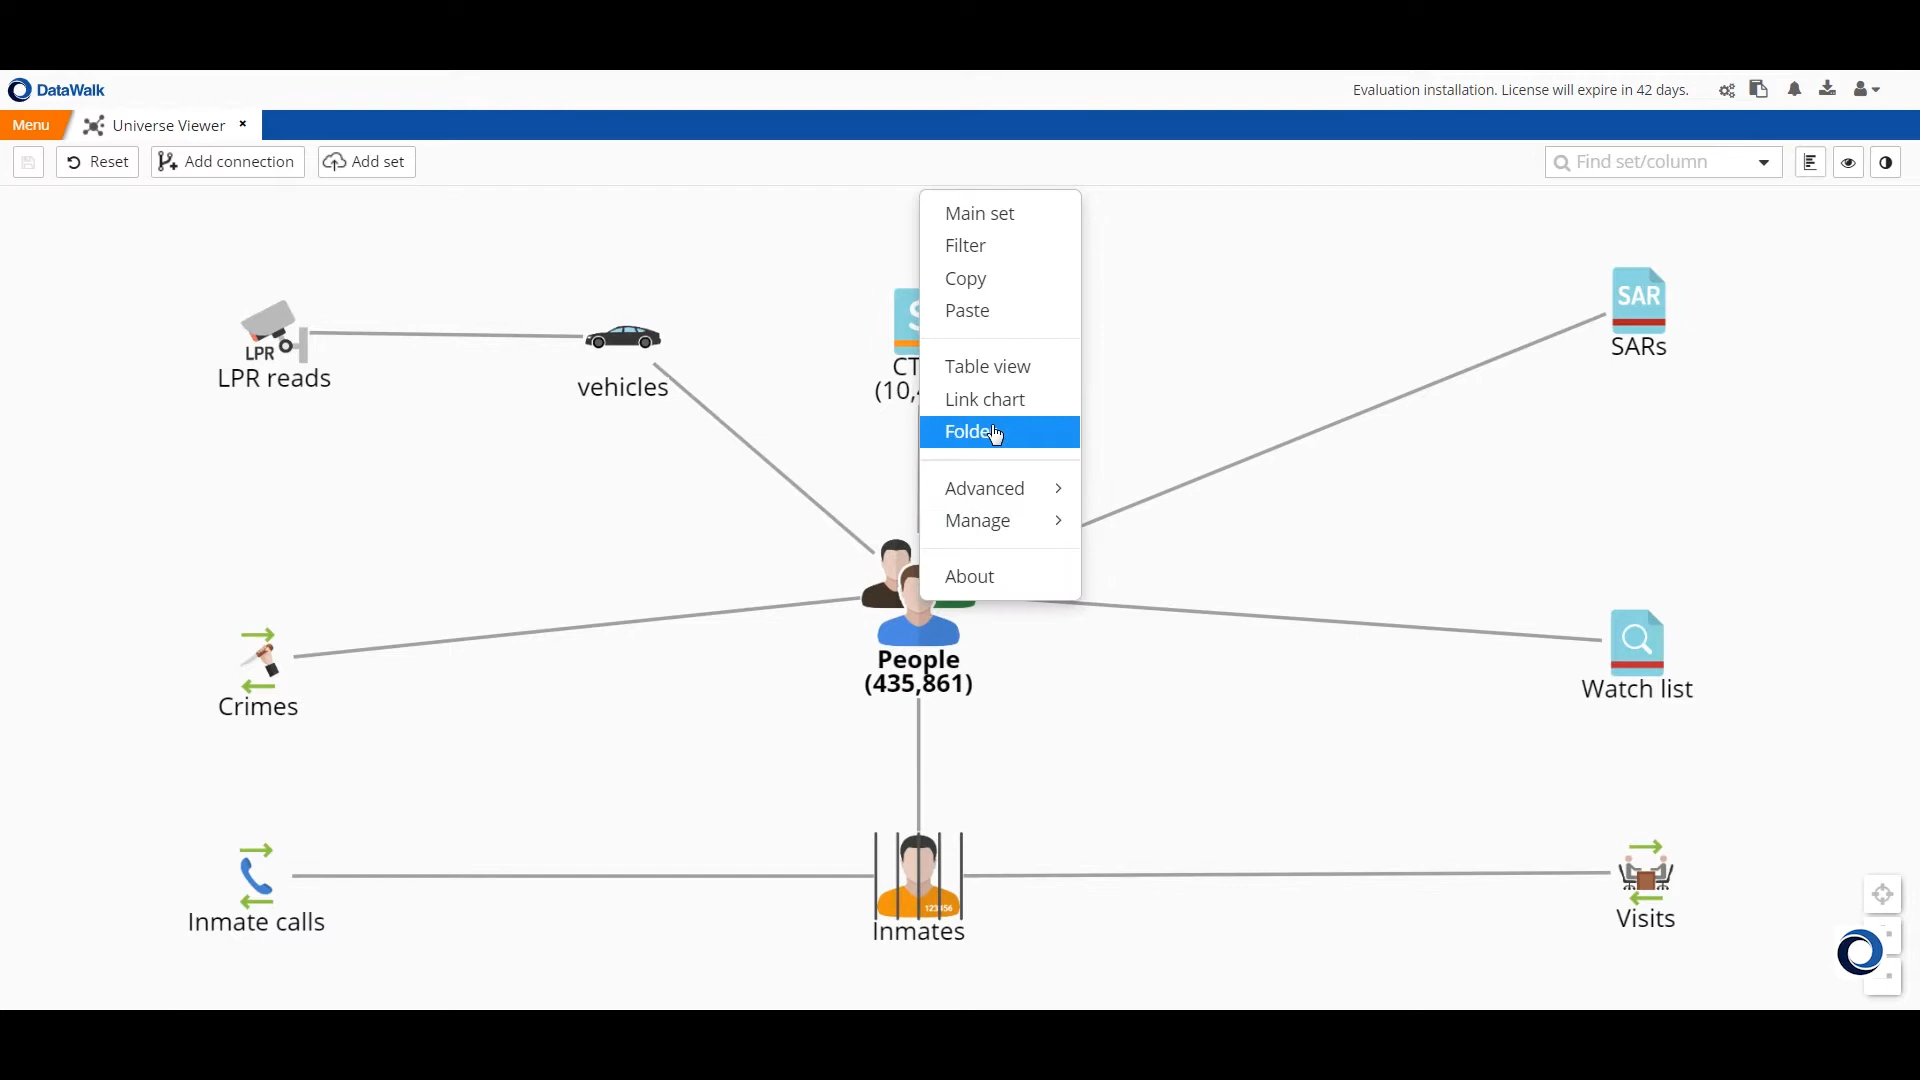 DataWalk
Evaluation installation. License will expire in 42 days.
Menu
Universe Viewer
Reset
Add connection
Add set
Find set/column
Main set
Filter
Copy
Paste
Table view
Link chart
Folde
Advanced
Manage
About
LPR
LPR reads
vehicles
S
CT
(10,
SAR
SARs
Crimes
People
(435,861)
Watch list
Inmate calls
123456
Inmates
Visits